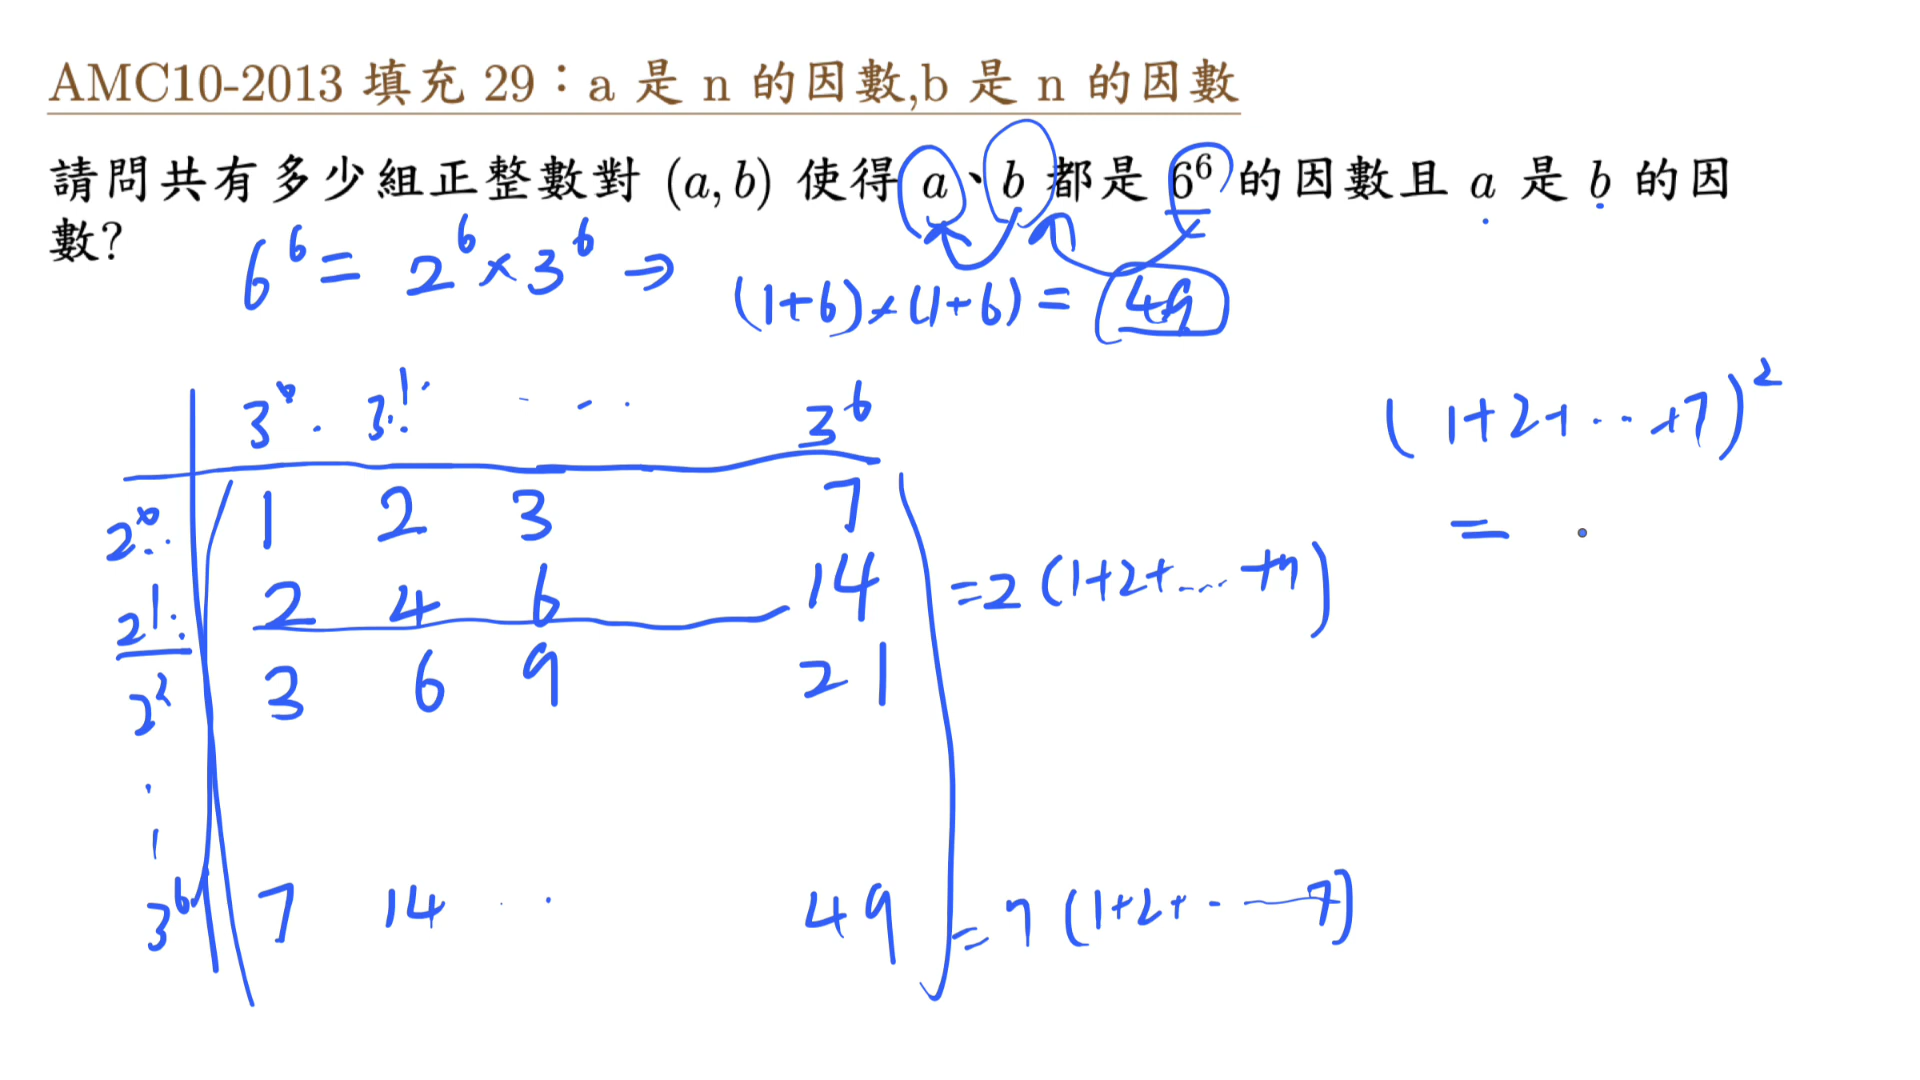 AMC10-2013 填充 29：a 是 n 的因數,b 是 n 的因數
請問共有多少組正整數對 (a, b) 使得 a、b 都是 6⁶ 的因數且 a 是 b 的因
數?
6⁶ = 2⁶ × 3⁶ ⇒ (1+6)×(1+6) = 49
3⁰ 3¹ ... 3⁶
(1+2+...+7)²
=
2⁰ 1 2 3 7
2¹ 2 4 6 14 =2(1+2+...+7)
2² 3 6 9 21
3⁶ 7 14 .. 49 =7(1+2+...7)